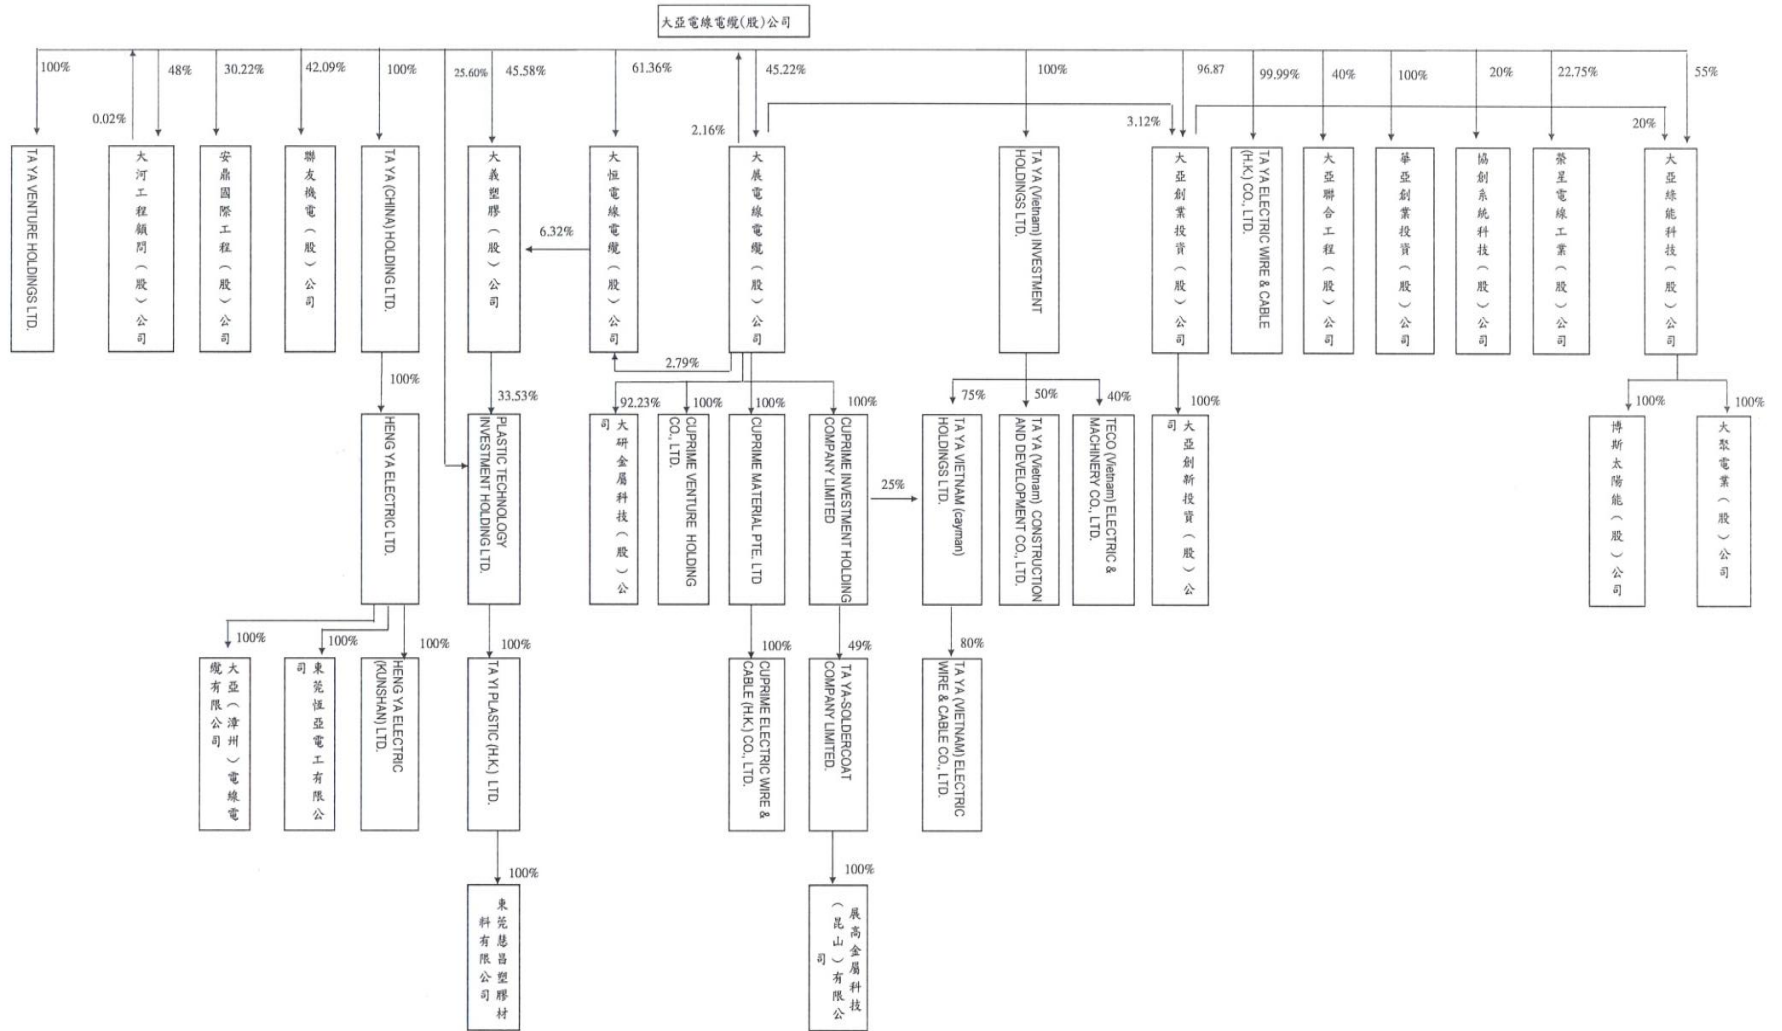 大亞電線電纜(股)公司
100%
0.02%
48%
30.22%
42.09%
100%
25.60%
45.58%
61.36%
2.16%
45.22%
100%
3.12%
96.87
99.99%
40%
100%
20%
22.75%
20%
55%
TA YA VENTURE HOLDINGS LTD.
大河工程顧問（股）公司
安鼎國際工程（股）公司
聯友機電（股）公司
TA YA (CHINA) HOLDING LTD.
大義塑膠（股）公司
6.32%
大恒電線電纜（股）公司
大展電線電纜（股）公司
TA YA (Vietnam) INVESTMENT
HOLDINGS LTD.
大亞創業投資（股）公司
TA YA ELECTRIC WIRE & CABLE
(H.K.) CO., LTD.
大亞聯合工程（股）公司
華亞創業投資（股）公司
協創系統科技（股）公司
榮星電線工業（股）公司
大亞綠能科技（股）公司
2.79%
100%
33.53%
92.23%
100%
100%
100%
75%
50%
40%
100%
100%
100%
HENG YA ELECTRIC LTD.
PLASTIC TECHNOLOGY
INVESTMENT HOLDING LTD.
大研金屬科技（股）公
司
CUPRIME VENTURE HOLDING
CO., LTD.
CUPRIME MATERIAL PTE. LTD
CUPRIME INVESTMENT HOLDING
COMPANY LIMITED
25%
TA YA VIETNAM (cayman)
HOLDINGS LTD.
TA YA (Vietnam) CONSTRUCTION
AND DEVELOPMENT CO., LTD.
TECO (Vietnam) ELECTRIC &
MACHINERY CO., LTD.
大亞創新投資（股）公
司
博斯太陽能（股）公司
大聚電業（股）公司
100%
100%
100%
100%
100%
49%
80%
大亞（漳州）電線電
纜有限公司
東莞恆亞電工有限公
司
HENG YA ELECTRIC
(KUNSHAN) LTD.
TA YI PLASTIC (H.K.) LTD.
CUPRIME ELECTRIC WIRE &
CABLE (H.K.) CO., LTD.
TA YA-SOLDERCOAT
COMPANY LIMITED.
TA YA (VIETNAM) ELECTRIC
WIRE & CABLE CO., LTD.
100%
100%
東莞慧昌塑膠材
料有限公司
展高金屬科技
（昆山）有限公
司